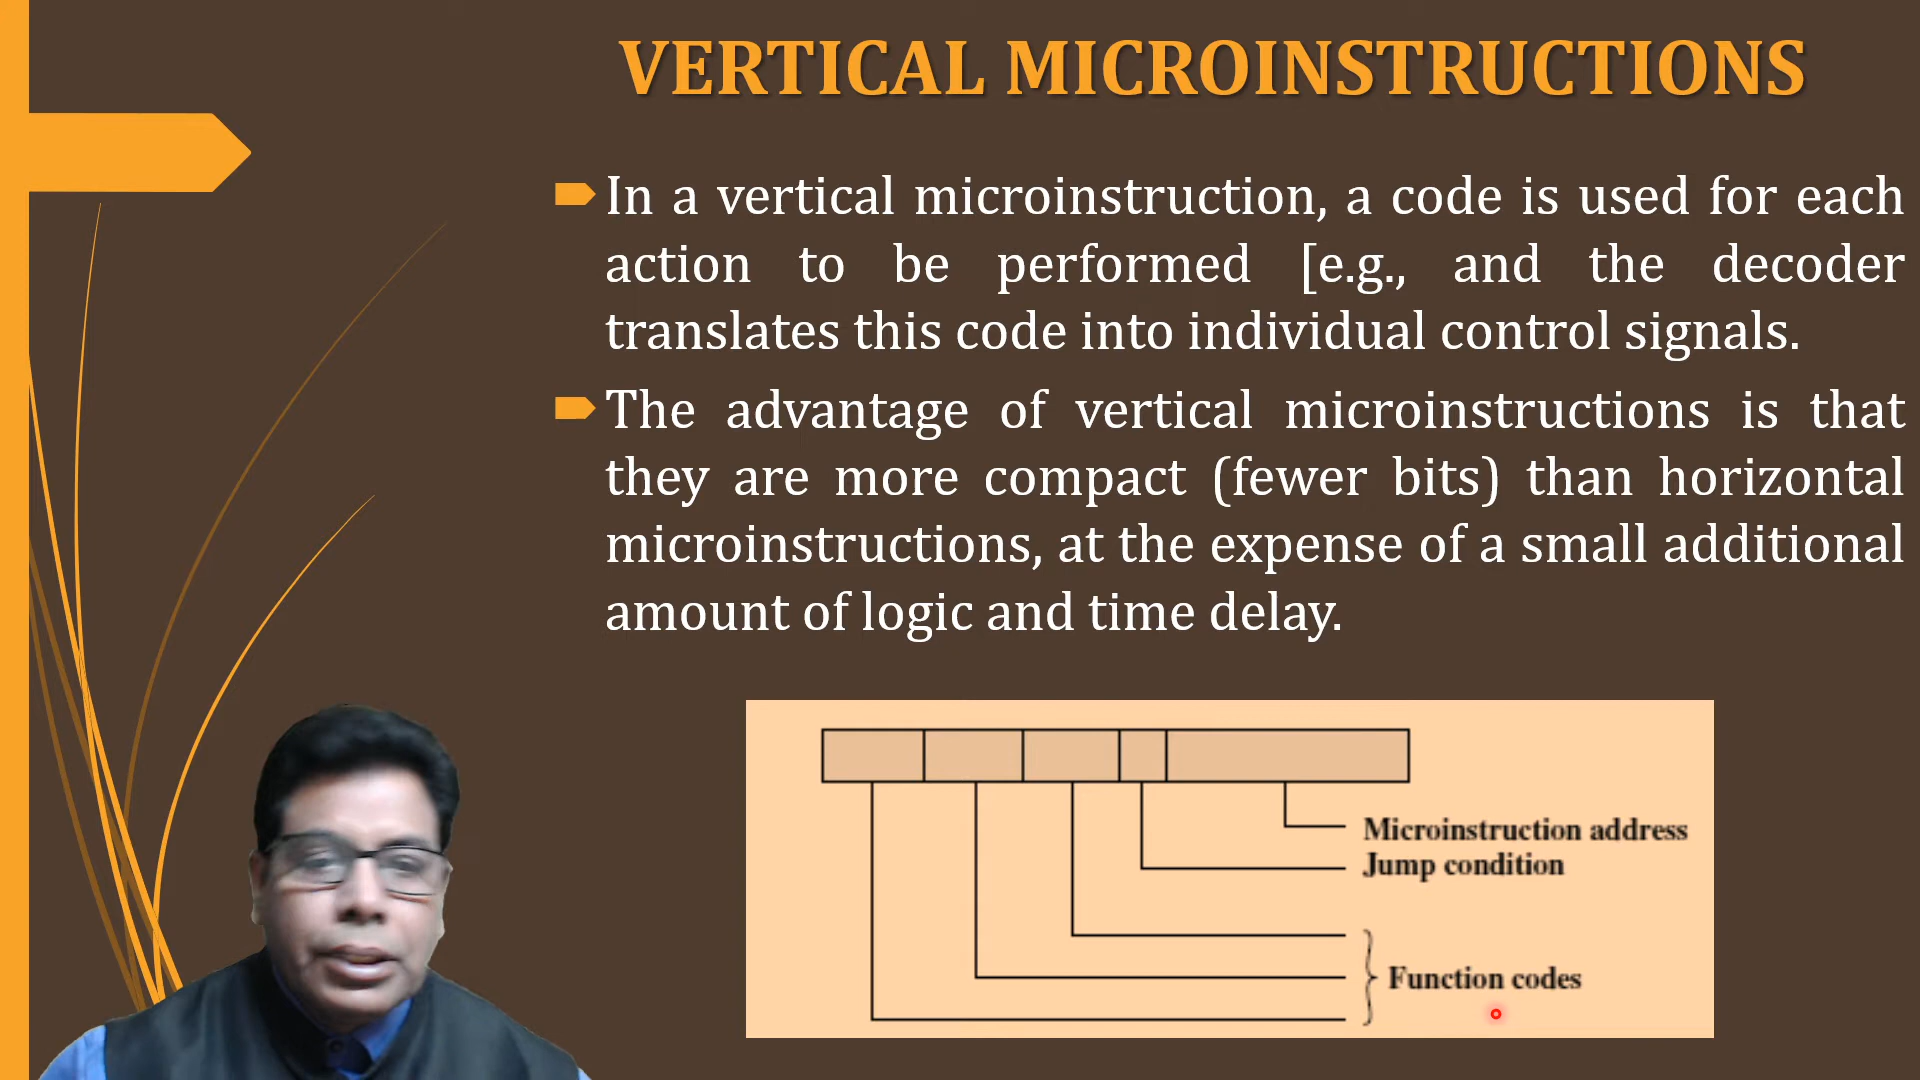 VERTICAL MICROINSTRUCTIONS
In a vertical microinstruction, a code is used for each
action to be performed [e.g., and the decoder
translates this code into individual control signals.
The advantage of vertical microinstructions is that
they are more compact (fewer bits) than horizontal
microinstructions, at the expense of a small additional
amount of logic and time delay.
Microinstruction address
Jump condition
Function codes